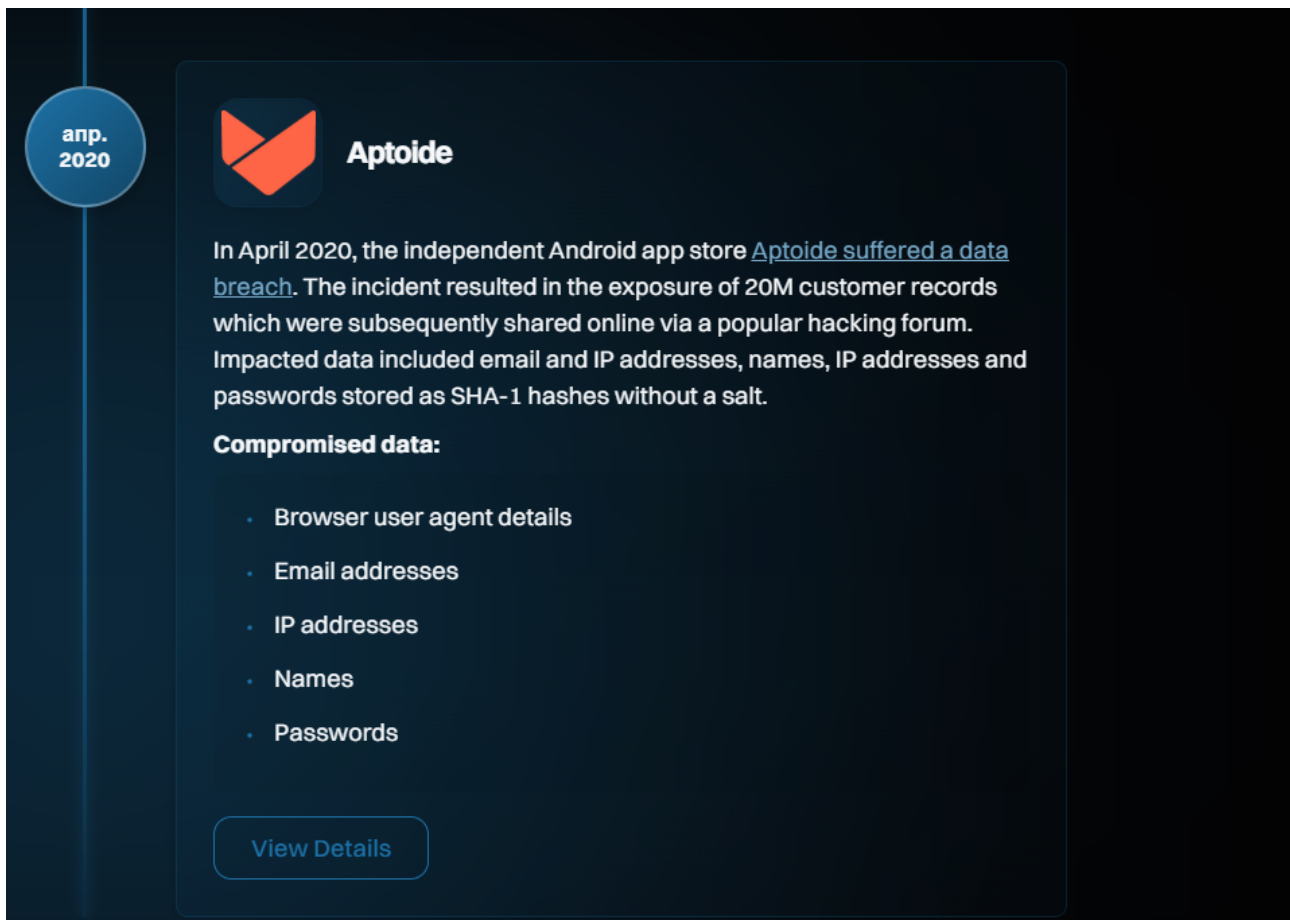 апр.
2020
Aptoide
In April 2020, the independent Android app store Aptoide suffered a data
breach. The incident resulted in the exposure of 20M customer records
which were subsequently shared online via a popular hacking forum.
Impacted data included email and IP addresses, names, IP addresses and
passwords stored as SHA-1 hashes without a salt.
Compromised data:
Browser user agent details
Email addresses
IP addresses
Names
Passwords
View Details